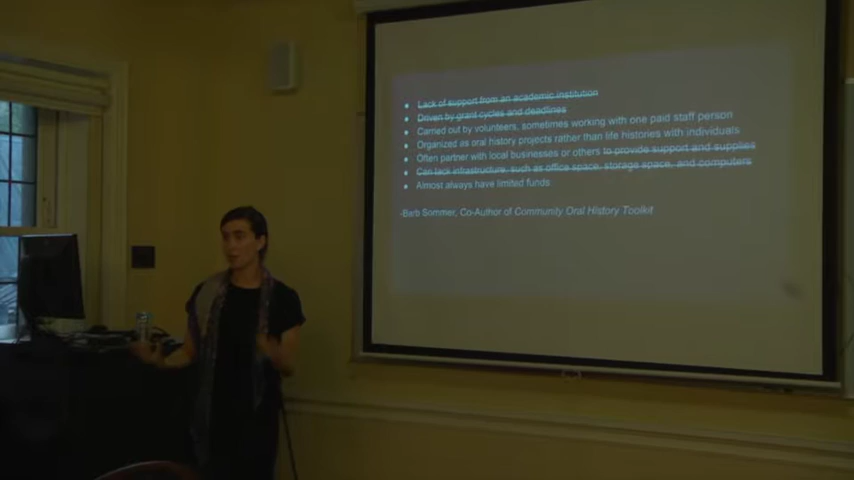 • Lack of support from an academic institution
• Driven by grant cycles and deadlines
• Carried out by volunteers, sometimes working with one paid staff person
• Organized as oral history projects rather than life histories with individuals
• Often partner with local businesses or others to provide support and supplies
• Can lack infrastructure, such as office space, storage space, and computers
• Almost always have limited funds
-Barb Sommer, Co-Author of Community Oral History Toolkit